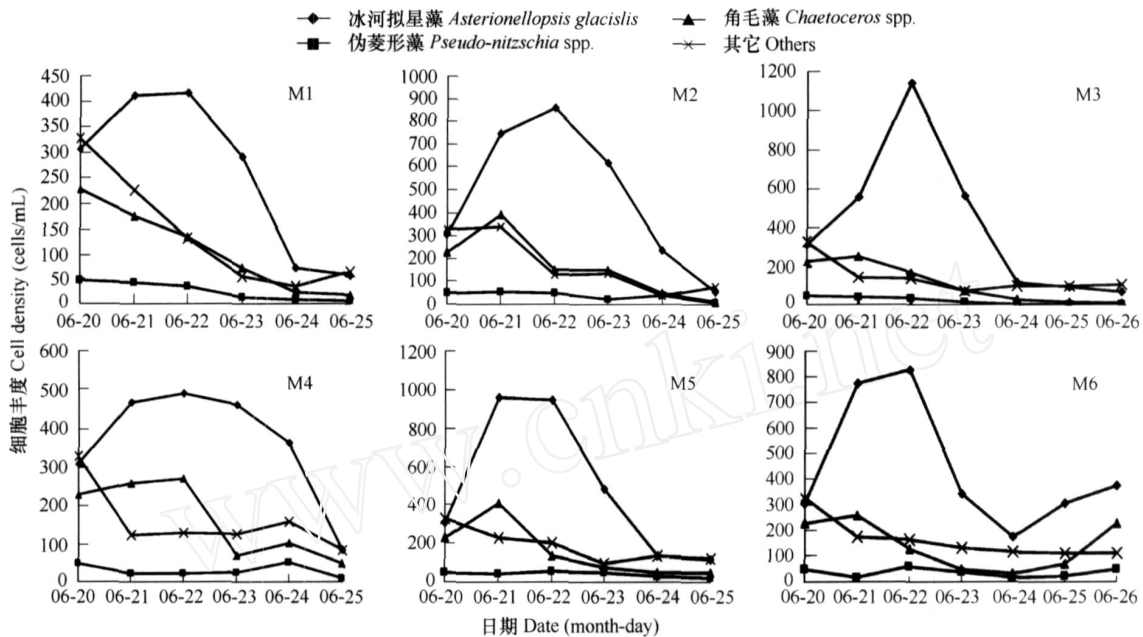 冰河拟星藻 Asterionellopsis glacislis
角毛藻 Chaetoceros spp.
伪菱形藻 Pseudo-nitzschia spp.
其它 Others
细胞丰度 Cell density (cells/mL)
M1
450
400
350
300
250
200
150
100
50
0
06-20 06-21 06-22 06-23 06-24 06-25
M2
1000
900
800
700
600
500
400
300
200
100
0
06-20 06-21 06-22 06-23 06-24 06-25
M3
1200
1000
800
600
400
200
0
06-20 06-21 06-22 06-23 06-24 06-25 06-26
M4
600
500
400
300
200
100
0
06-20 06-21 06-22 06-23 06-24 06-25
M5
1200
1000
800
600
400
200
0
06-20 06-21 06-22 06-23 06-24 06-25
M6
900
800
700
600
500
400
300
200
100
0
06-20 06-21 06-22 06-23 06-24 06-25 06-26
日期 Date (month-day)
www.cnki.net